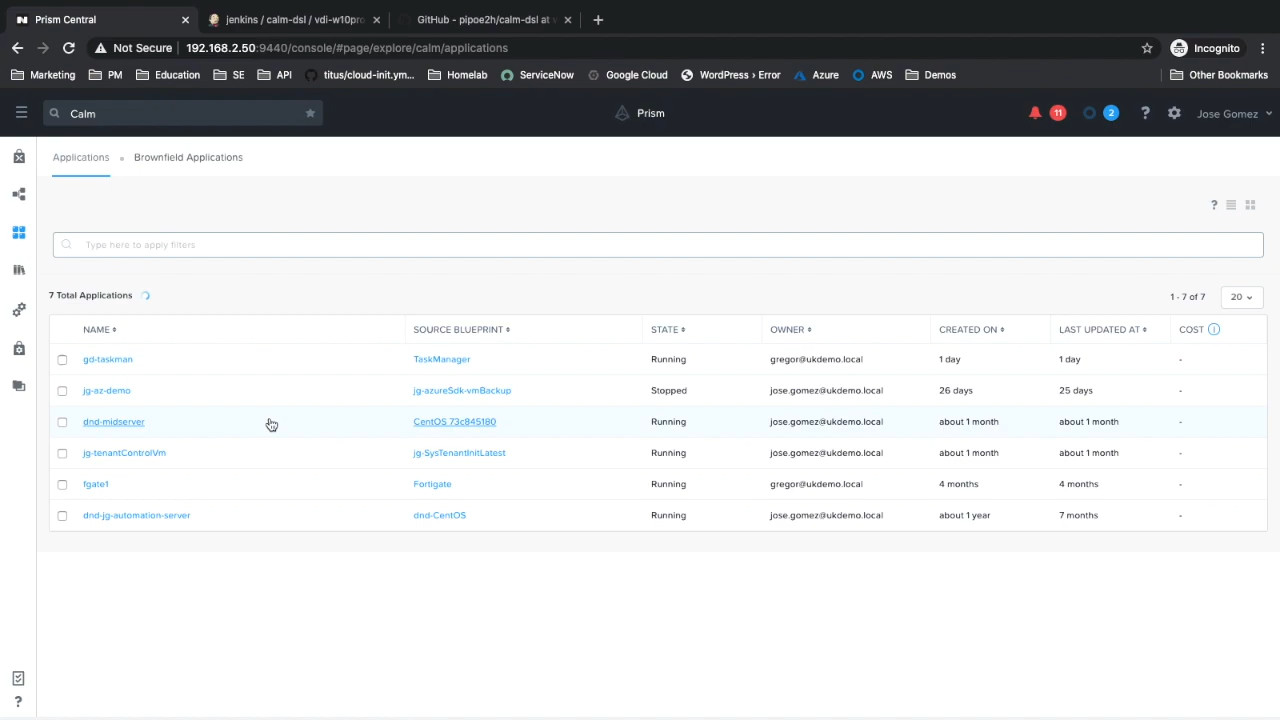 Prism Central
jenkins / calm-dsl / vdi-w10pro
GitHub - pipoe2h/calm-dsl at
Not Secure 192.168.2.50:9440/console/#page/explore/calm/applications
Incognito
Marketing PM Education SE API titus/cloud-init.ym... Homelab ServiceNow Google Cloud WordPress › Error Azure AWS Demos Other Bookmarks
Calm Prism 11 2 ? Jose Gomez
Applications Brownfield Applications
?
Type here to apply filters
7 Total Applications 1 - 7 of 7 20
NAME SOURCE BLUEPRINT STATE OWNER CREATED ON LAST UPDATED AT COST
gd-taskman TaskManager Running gregor@ukdemo.local 1 day 1 day -
jg-az-demo jg-azureSdk-vmBackup Stopped jose.gomez@ukdemo.local 26 days 25 days -
dnd-midserver CentOS 73c845180 Running jose.gomez@ukdemo.local about 1 month about 1 month -
jg-tenantControlVm jg-SysTenantInitLatest Running jose.gomez@ukdemo.local about 1 month about 1 month -
fgate1 Fortigate Running gregor@ukdemo.local 4 months 4 months -
dnd-jg-automation-server dnd-CentOS Running jose.gomez@ukdemo.local about 1 year 7 months -
?